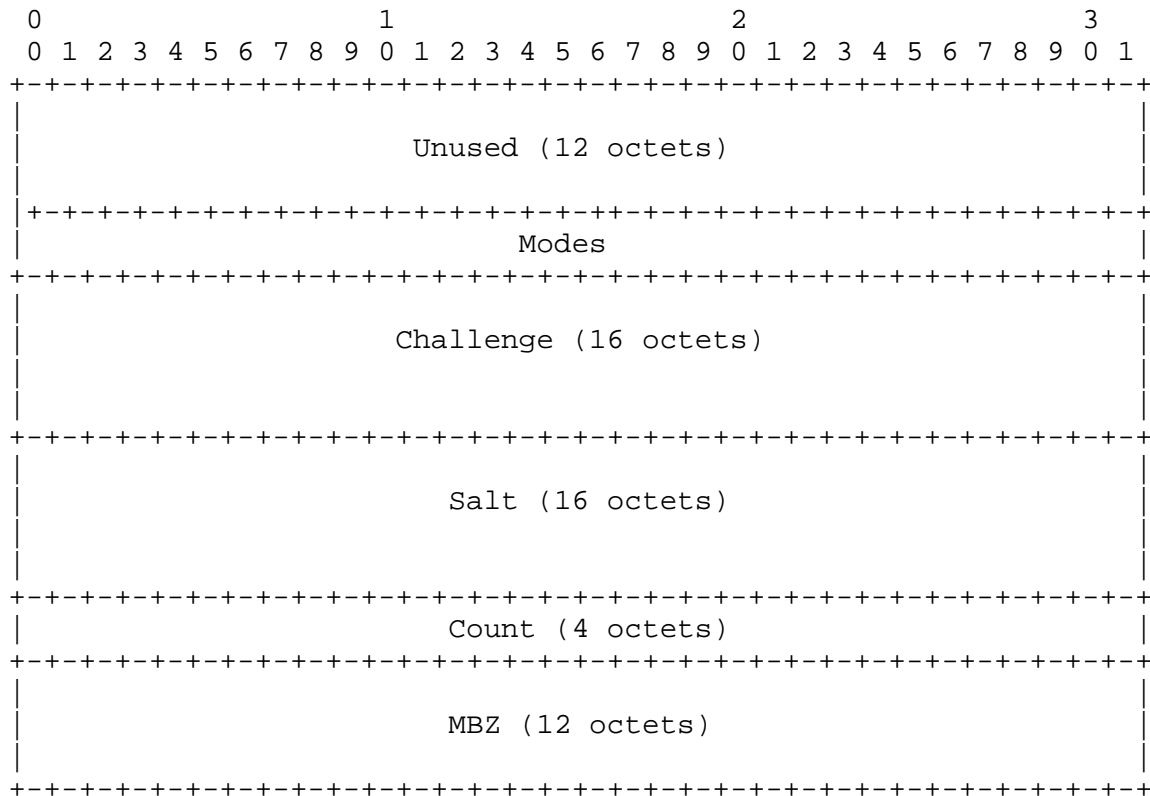 0                   1                   2                   3
 0 1 2 3 4 5 6 7 8 9 0 1 2 3 4 5 6 7 8 9 0 1 2 3 4 5 6 7 8 9 0 1
+-+-+-+-+-+-+-+-+-+-+-+-+-+-+-+-+-+-+-+-+-+-+-+-+-+-+-+-+-+-+-+-+
|                                                               |
|                      Unused (12 octets)                       |
|                                                               |
|+-+-+-+-+-+-+-+-+-+-+-+-+-+-+-+-++-+-+-+-+-+-+-+-+-+-+-+-+-+-+-+
|                            Modes                              |
+-+-+-+-+-+-+-+-+-+-+-+-+-+-+-+-+-+-+-+-+-+-+-+-+-+-+-+-+-+-+-+-+
|                                                               |
|                     Challenge (16 octets)                     |
|                                                               |
|                                                               |
+-+-+-+-+-+-+-+-+-+-+-+-+-+-+-+-+-+-+-+-+-+-+-+-+-+-+-+-+-+-+-+-+
|                                                               |
|                        Salt (16 octets)                       |
|                                                               |
|                                                               |
+-+-+-+-+-+-+-+-+-+-+-+-+-+-+-+-+-+-+-+-+-+-+-+-+-+-+-+-+-+-+-+-+
|                        Count (4 octets)                       |
+-+-+-+-+-+-+-+-+-+-+-+-+-+-+-+-+-+-+-+-+-+-+-+-+-+-+-+-+-+-+-+-+
|                                                               |
|                        MBZ (12 octets)                        |
|                                                               |
+-+-+-+-+-+-+-+-+-+-+-+-+-+-+-+-+-+-+-+-+-+-+-+-+-+-+-+-+-+-+-+-+